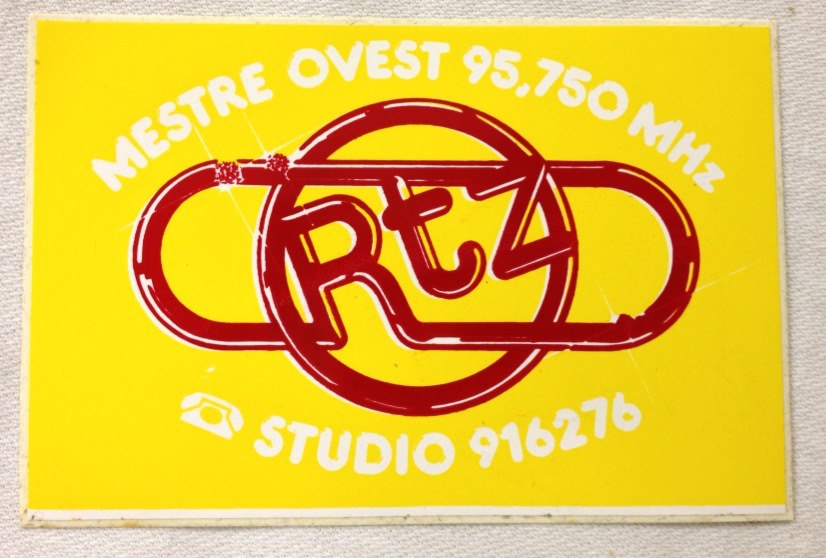 MESTRE OVEST 95,750 MHz
Rtz
STUDIO 916276